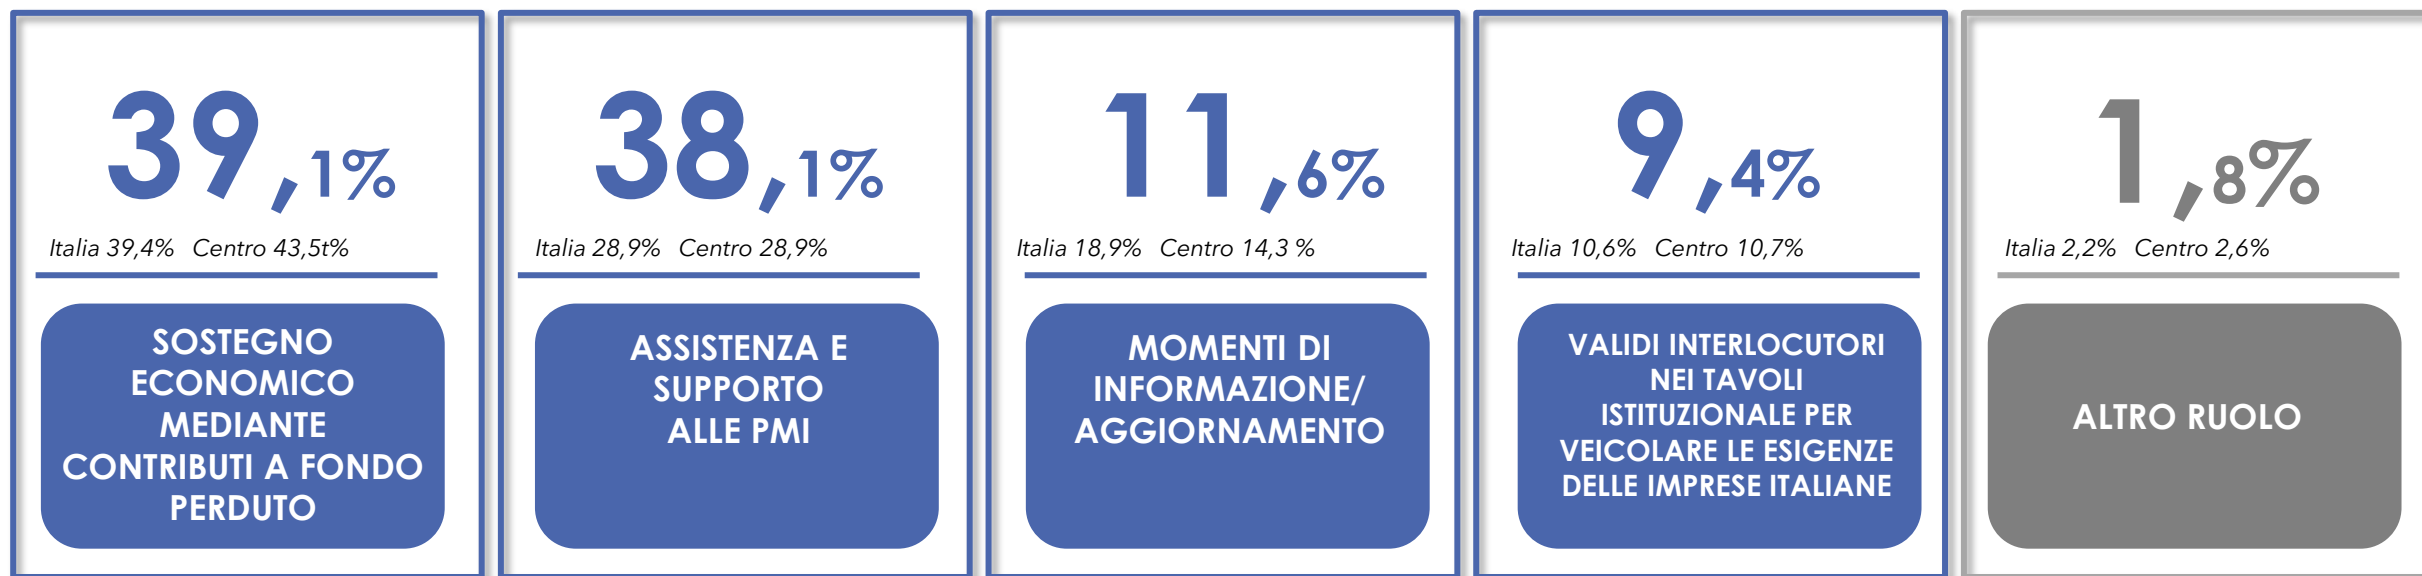 39,1%
Italia 39,4% Centro 43,5t%
SOSTEGNO
ECONOMICO
MEDIANTE
CONTRIBUTI A FONDO
PERDUTO
38,1%
Italia 28,9% Centro 28,9%
ASSISTENZA E
SUPPORTO
ALLE PMI
11,6%
Italia 18,9% Centro 14,3 %
MOMENTI DI
INFORMAZIONE/
AGGIORNAMENTO
9,4%
Italia 10,6% Centro 10,7%
VALIDI INTERLOCUTORI
NEI TAVOLI
ISTITUZIONALE PER
VEICOLARE LE ESIGENZE
DELLE IMPRESE ITALIANE
1,8%
Italia 2,2% Centro 2,6%
ALTRO RUOLO